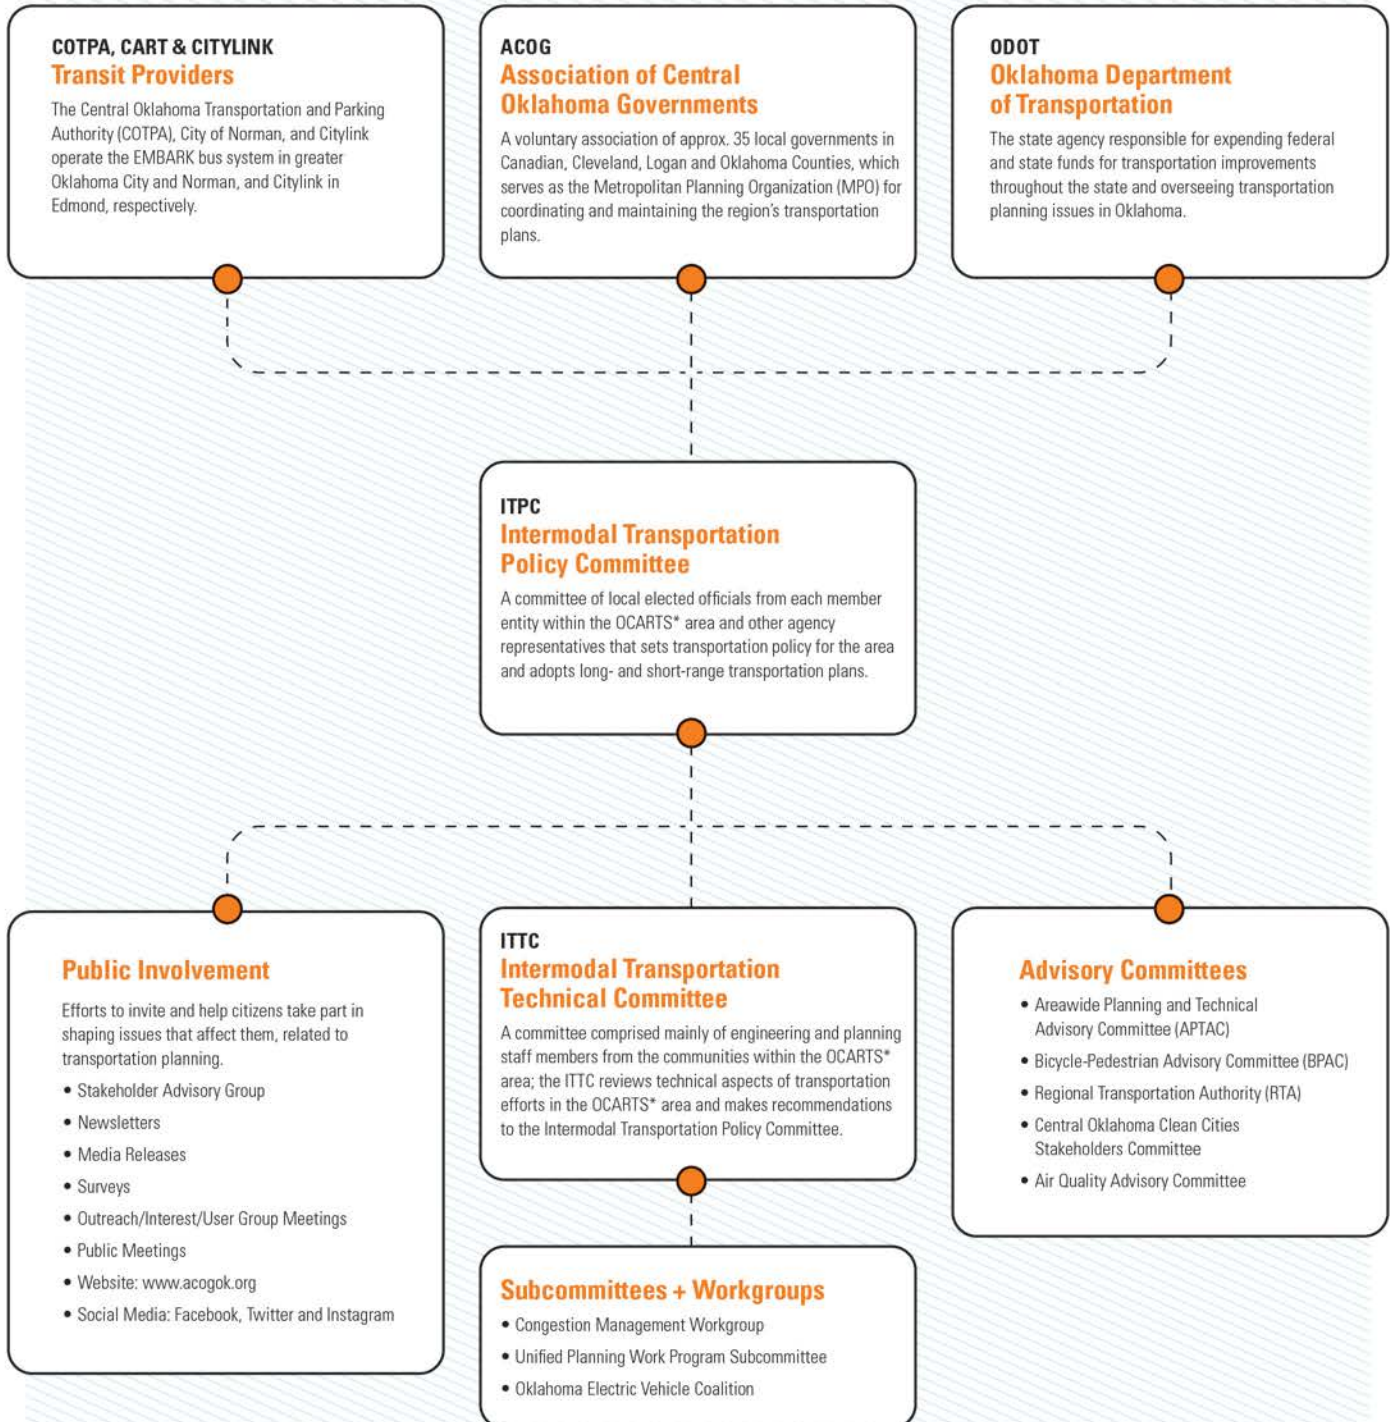 COTPA, CART & CITYLINK
Transit Providers
The Central Oklahoma Transportation and Parking
Authority (COTPA), City of Norman, and Citylink
operate the EMBARK bus system in greater
Oklahoma City and Norman, and Citylink in
Edmond, respectively.
ACOG
Association of Central
Oklahoma Governments
A voluntary association of approx. 35 local governments in
Canadian, Cleveland, Logan and Oklahoma Counties, which
serves as the Metropolitan Planning Organization (MPO) for
coordinating and maintaining the region's transportation
plans.
ODOT
Oklahoma Department
of Transportation
The state agency responsible for expending federal
and state funds for transportation improvements
throughout the state and overseeing transportation
planning issues in Oklahoma.
ITPC
Intermodal Transportation
Policy Committee
A committee of local elected officials from each member
entity within the OCARTS* area and other agency
representatives that sets transportation policy for the area
and adopts long- and short-range transportation plans.
Public Involvement
Efforts to invite and help citizens take part in
shaping issues that affect them, related to
transportation planning.
• Stakeholder Advisory Group
• Newsletters
• Media Releases
• Surveys
• Outreach/Interest/User Group Meetings
• Public Meetings
• Website: www.acogok.org
• Social Media: Facebook, Twitter and Instagram
ITTC
Intermodal Transportation
Technical Committee
A committee comprised mainly of engineering and planning
staff members from the communities within the OCARTS*
area; the ITTC reviews technical aspects of transportation
efforts in the OCARTS* area and makes recommendations
to the Intermodal Transportation Policy Committee.
Subcommittees + Workgroups
• Congestion Management Workgroup
• Unified Planning Work Program Subcommittee
• Oklahoma Electric Vehicle Coalition
Advisory Committees
• Areawide Planning and Technical
Advisory Committee (APTAC)
• Bicycle-Pedestrian Advisory Committee (BPAC)
• Regional Transportation Authority (RTA)
• Central Oklahoma Clean Cities
Stakeholders Committee
• Air Quality Advisory Committee